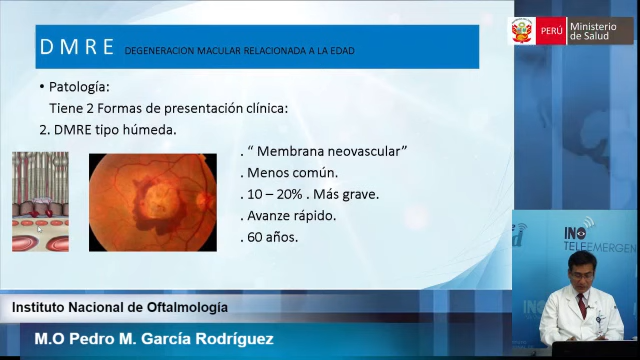 DMRE DEGENERACION MACULAR RELACIONADA A LA EDAD
PERÚ
Ministerio
de Salud
• Patología:
Tiene 2 Formas de presentación clínica:
2. DMRE tipo húmeda.
. “ Membrana neovascular”
. Menos común.
. 10 – 20% . Más grave.
. Avanze rápido.
. 60 años.
INO
TELEEMERGEN
Instituto Nacional de Oftalmología
M.O Pedro M. García Rodríguez